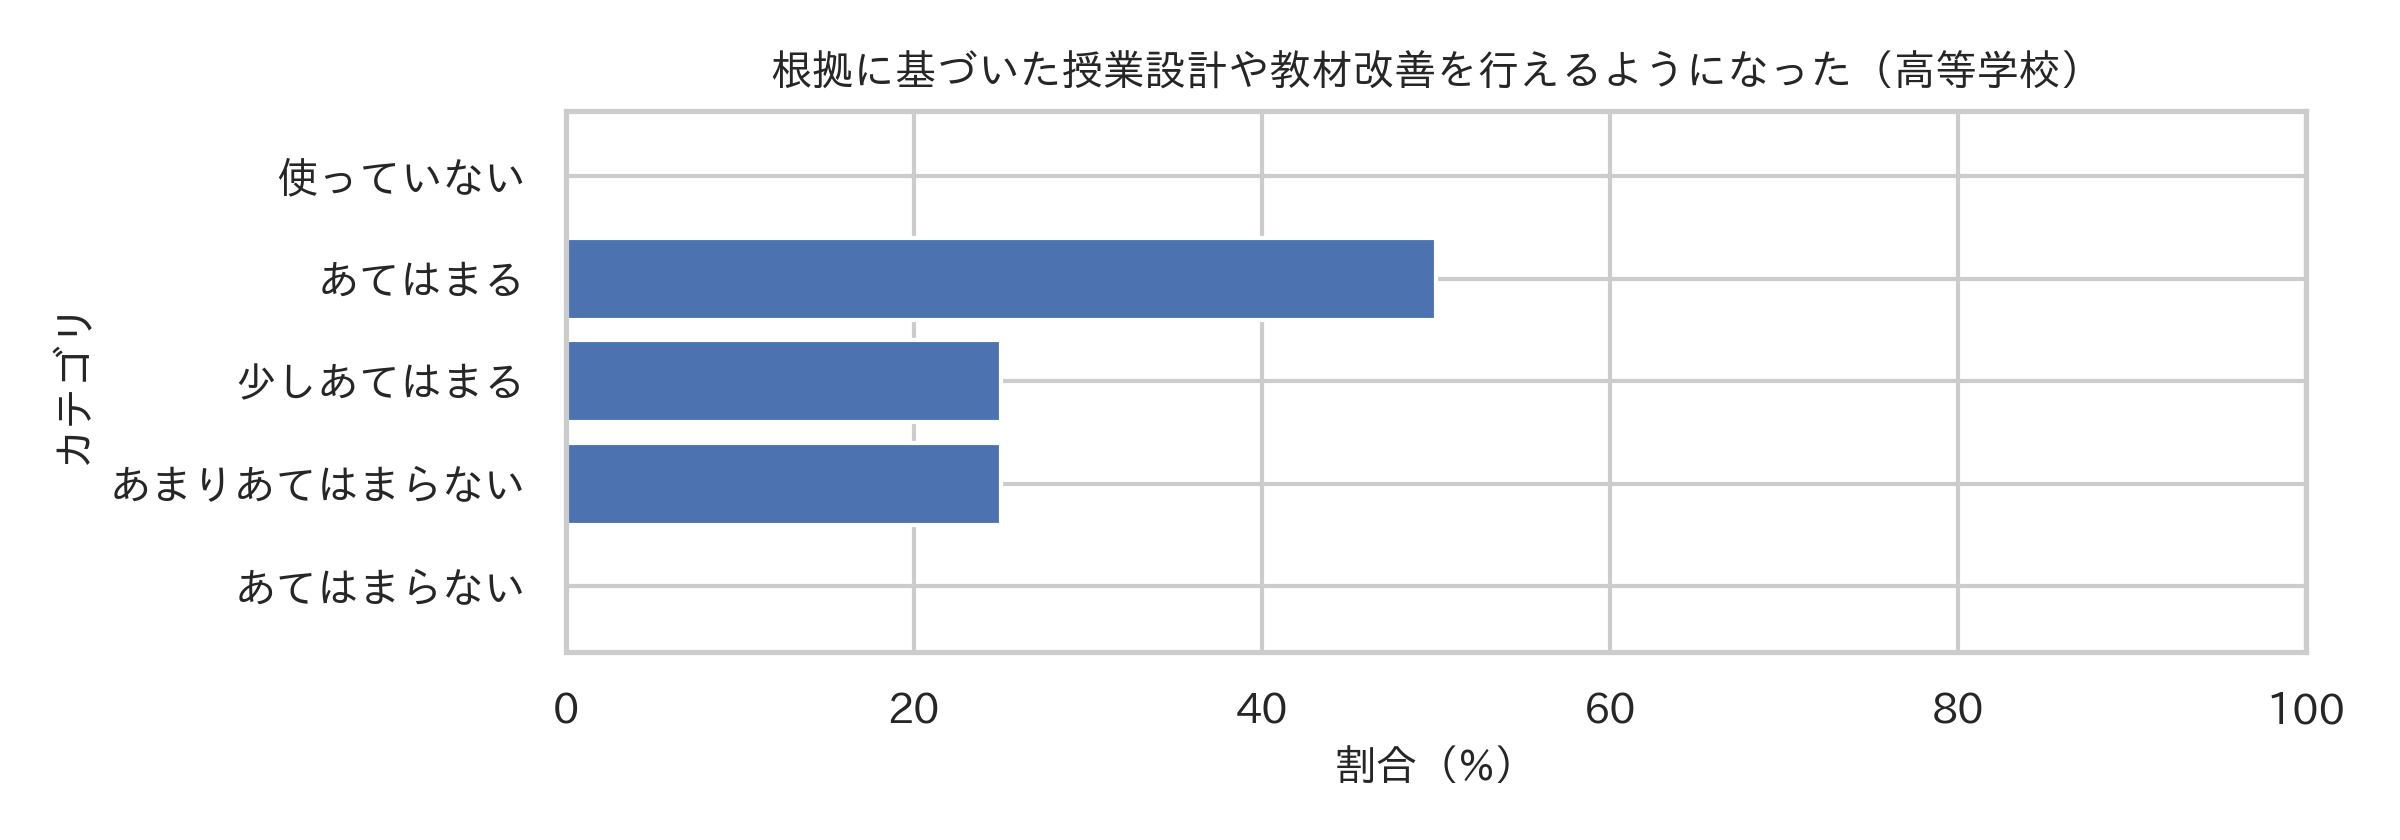 根拠に基づいた授業設計や教材改善を行えるようになった（高等学校）
カテゴリ
使っていない
あてはまる
少しあてはまる
あまりあてはまらない
あてはまらない
0 20 40 60 80 100
割合（%）